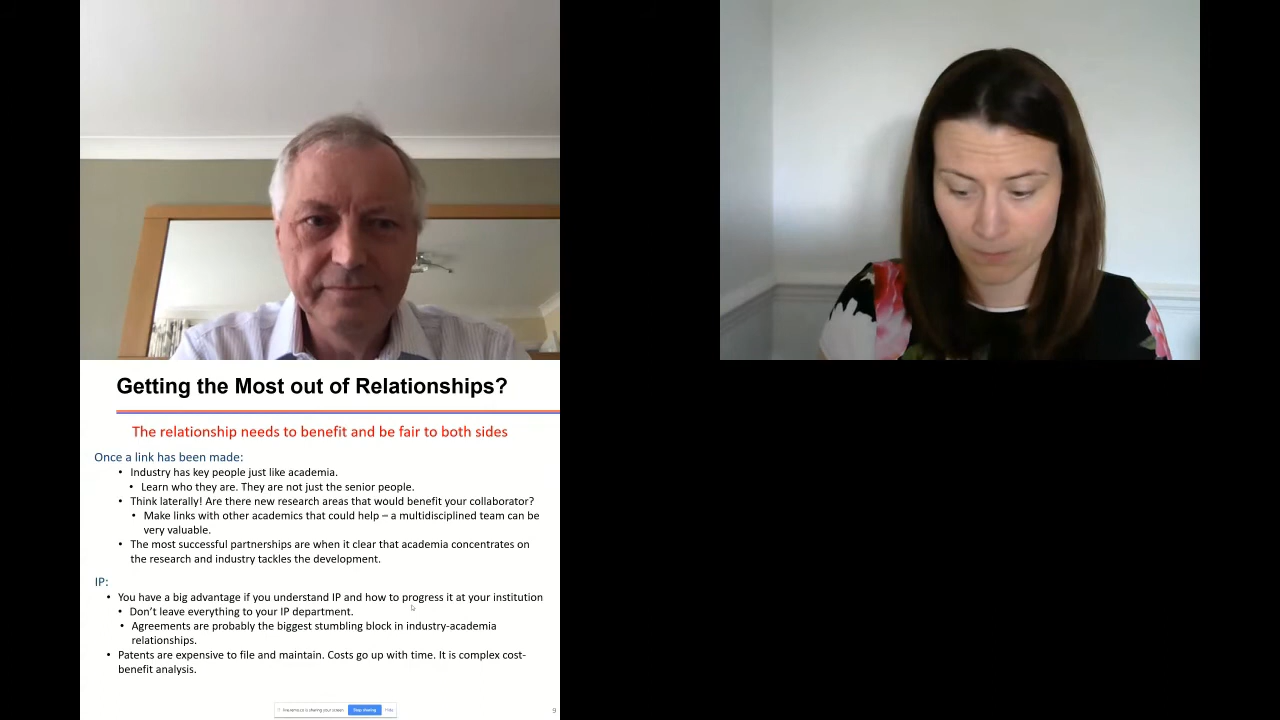 Getting the Most out of Relationships?
The relationship needs to benefit and be fair to both sides
Once a link has been made:
• Industry has key people just like academia.
• Learn who they are. They are not just the senior people.
• Think laterally! Are there new research areas that would benefit your collaborator?
• Make links with other academics that could help – a multidisciplined team can be
very valuable.
• The most successful partnerships are when it clear that academia concentrates on
the research and industry tackles the development.
IP:
• You have a big advantage if you understand IP and how to progress it at your institution
• Don’t leave everything to your IP department.
• Agreements are probably the biggest stumbling block in industry-academia
relationships.
• Patents are expensive to file and maintain. Costs go up with time. It is complex cost-
benefit analysis.
is sharing your screen. Stop sharing Hide
9